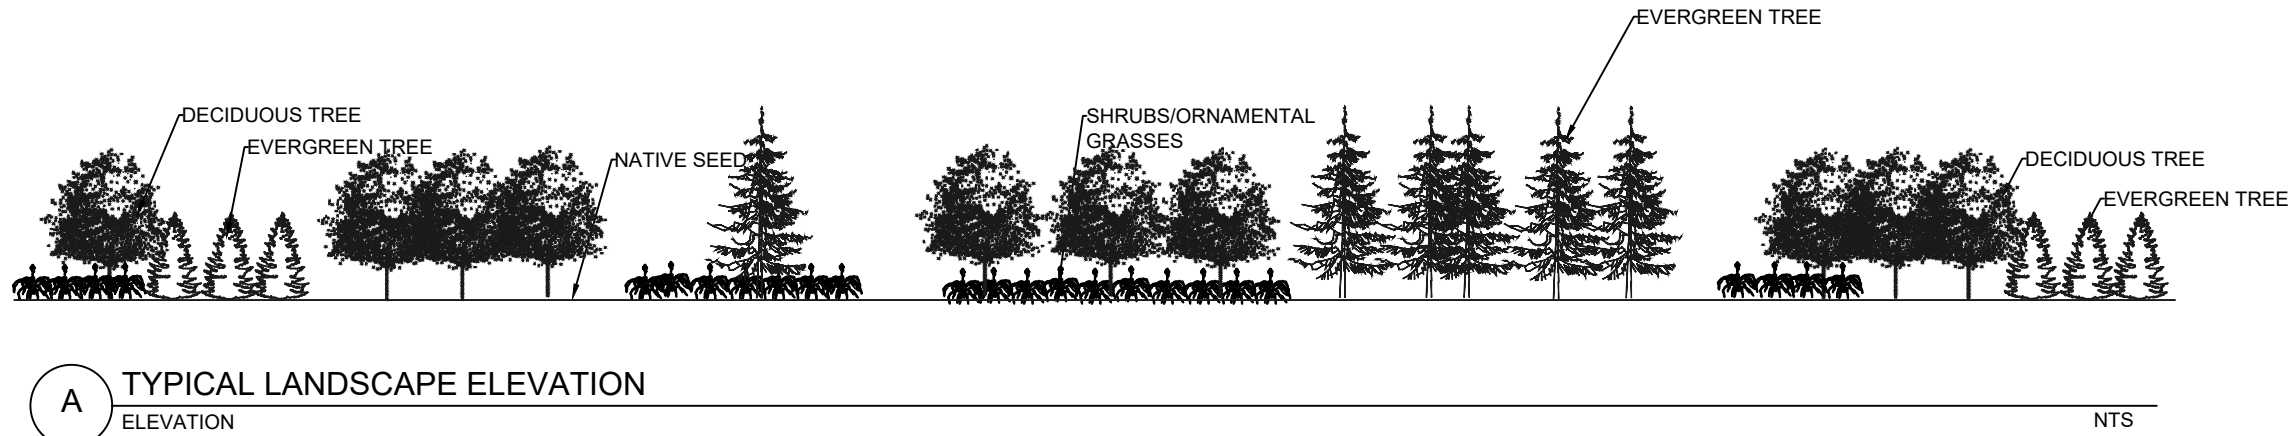 EVERGREEN TREE
DECIDUOUS TREE
EVERGREEN TREE
NATIVE SEED
SHRUBS/ORNAMENTAL
GRASSES
DECIDUOUS TREE
EVERGREEN TREE
A
TYPICAL LANDSCAPE ELEVATION
ELEVATION
NTS